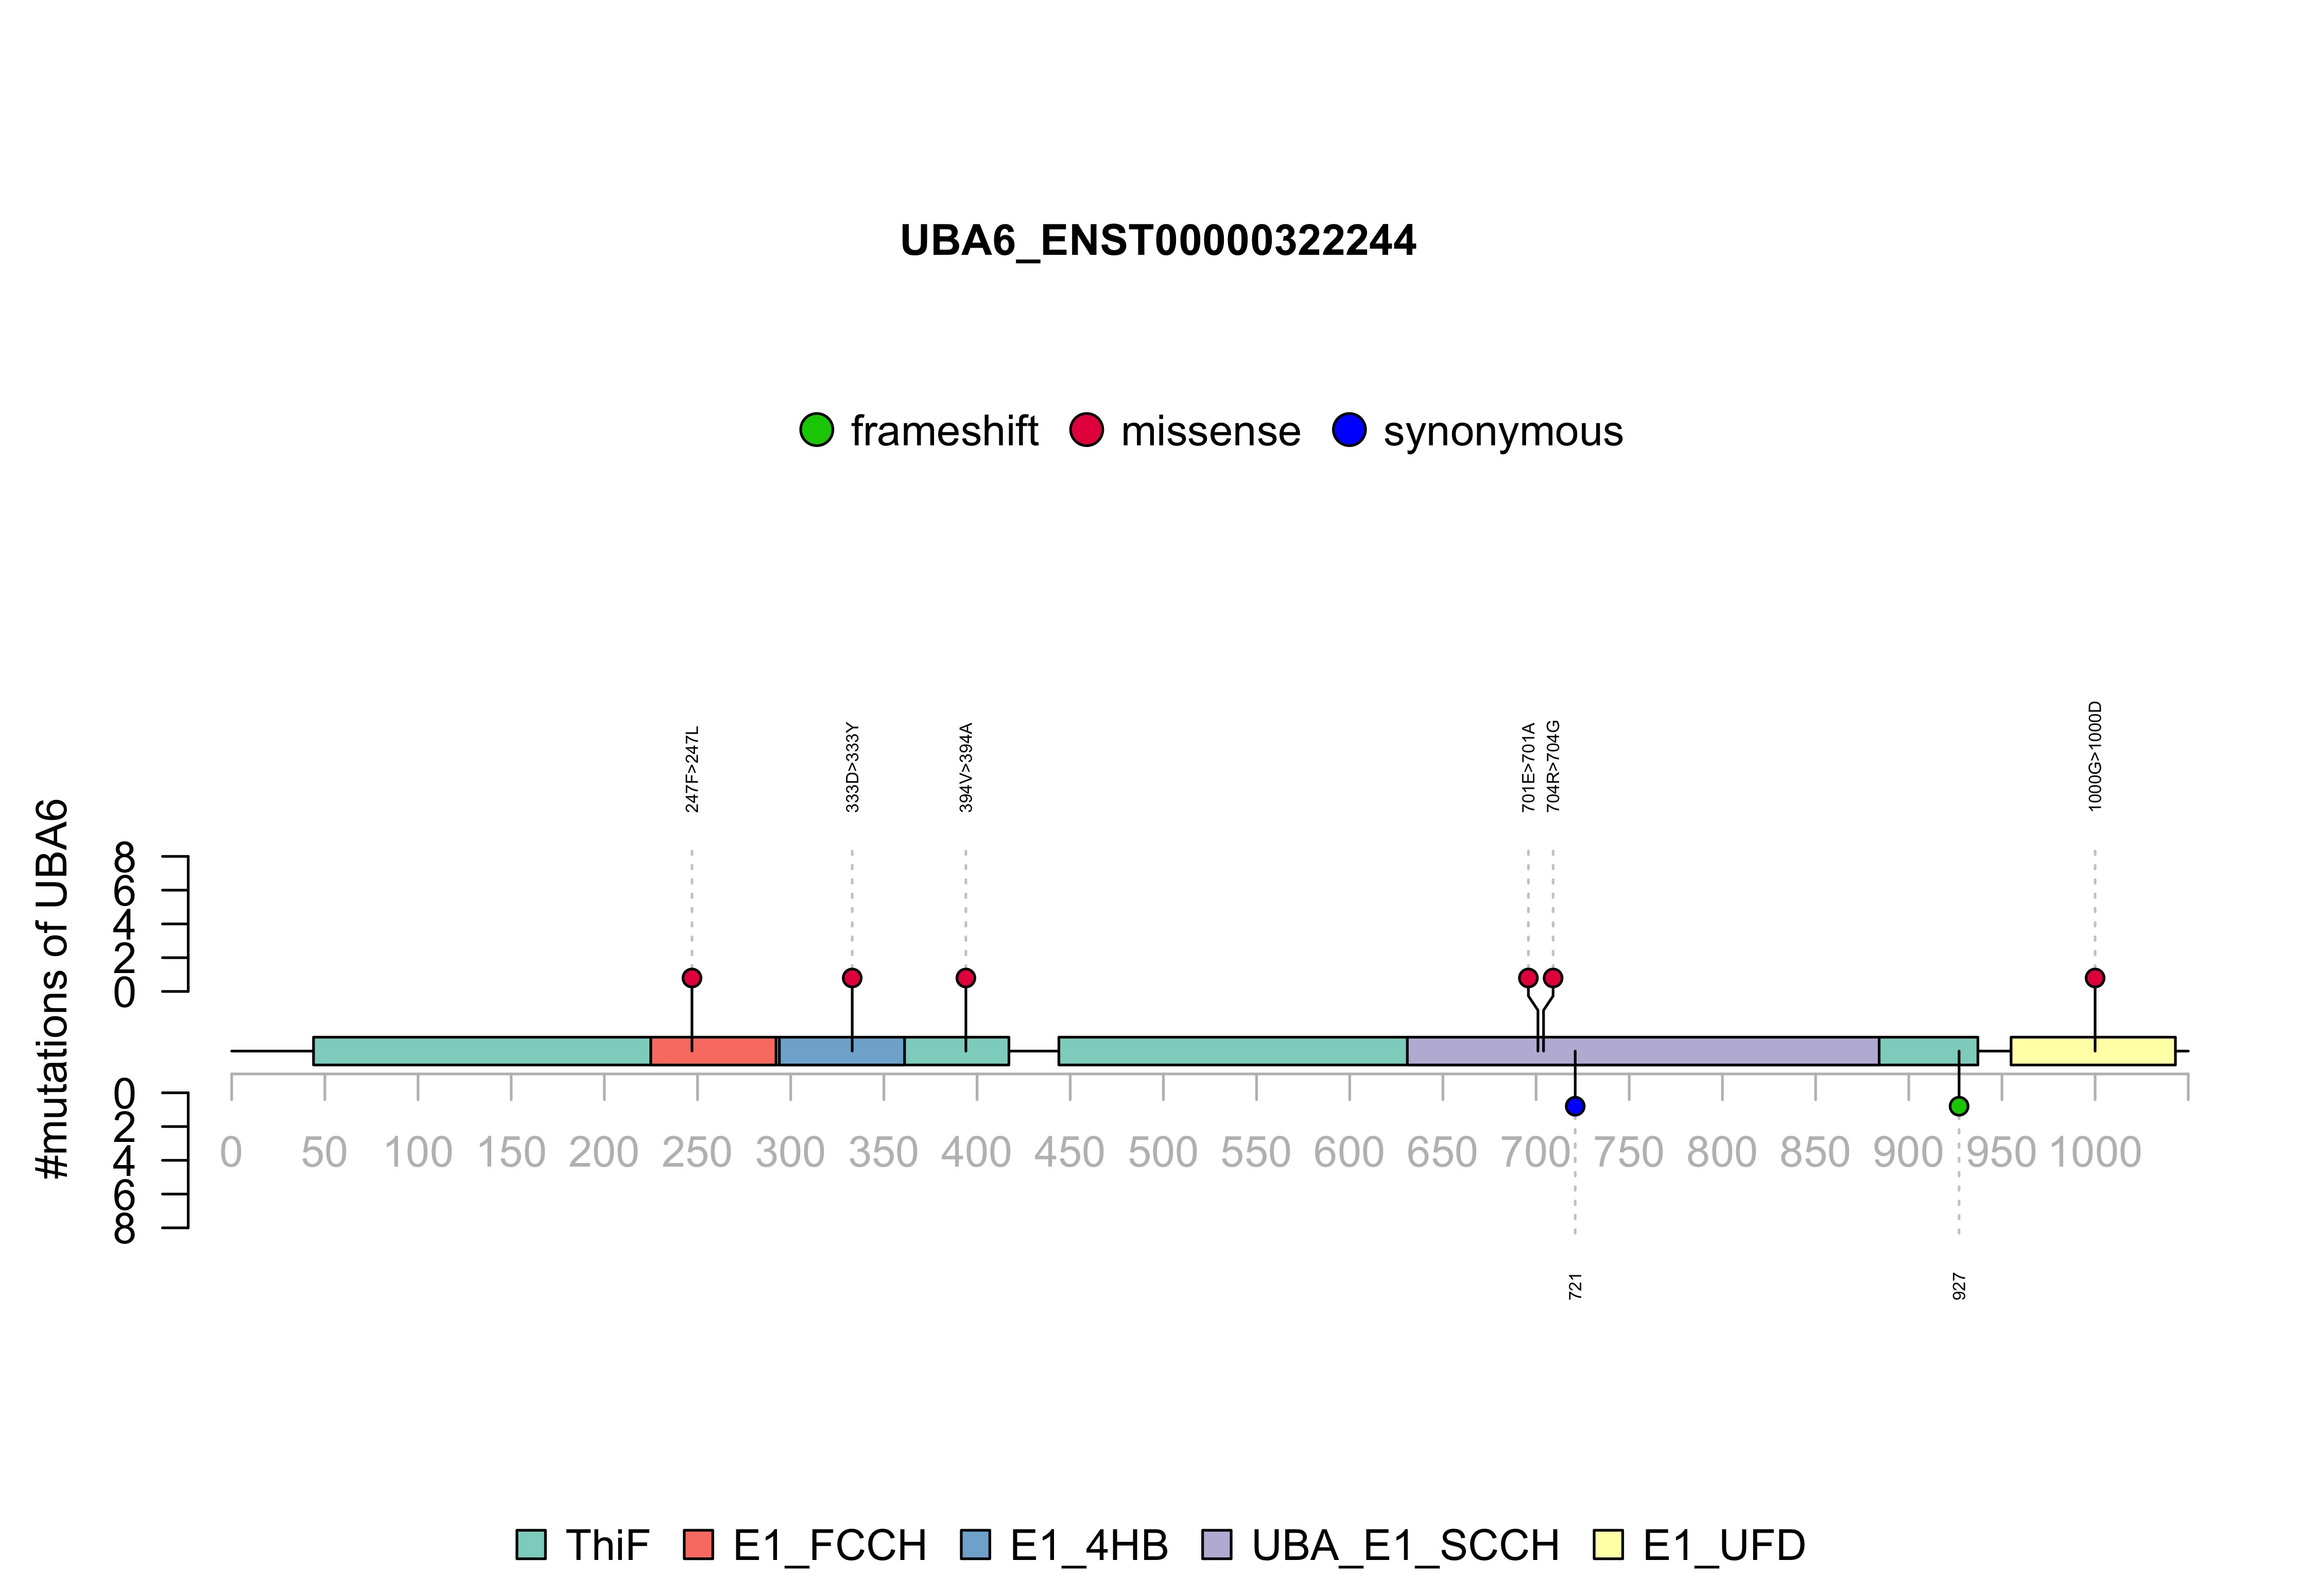 UBA6_ENST00000322244
frameshift missense synonymous
247F>247L
333D>333Y
394V>394A
701E>701A
704R>704G
1000G>1000D
#mutations of UBA6
8
6
4
2
0
0
2
4
6
8
0 50 100 150 200 250 300 350 400 450 500 550 600 650 700 750 800 850 900 950 1000
721
927
ThiF E1_FCCH E1_4HB UBA_E1_SCCH E1_UFD